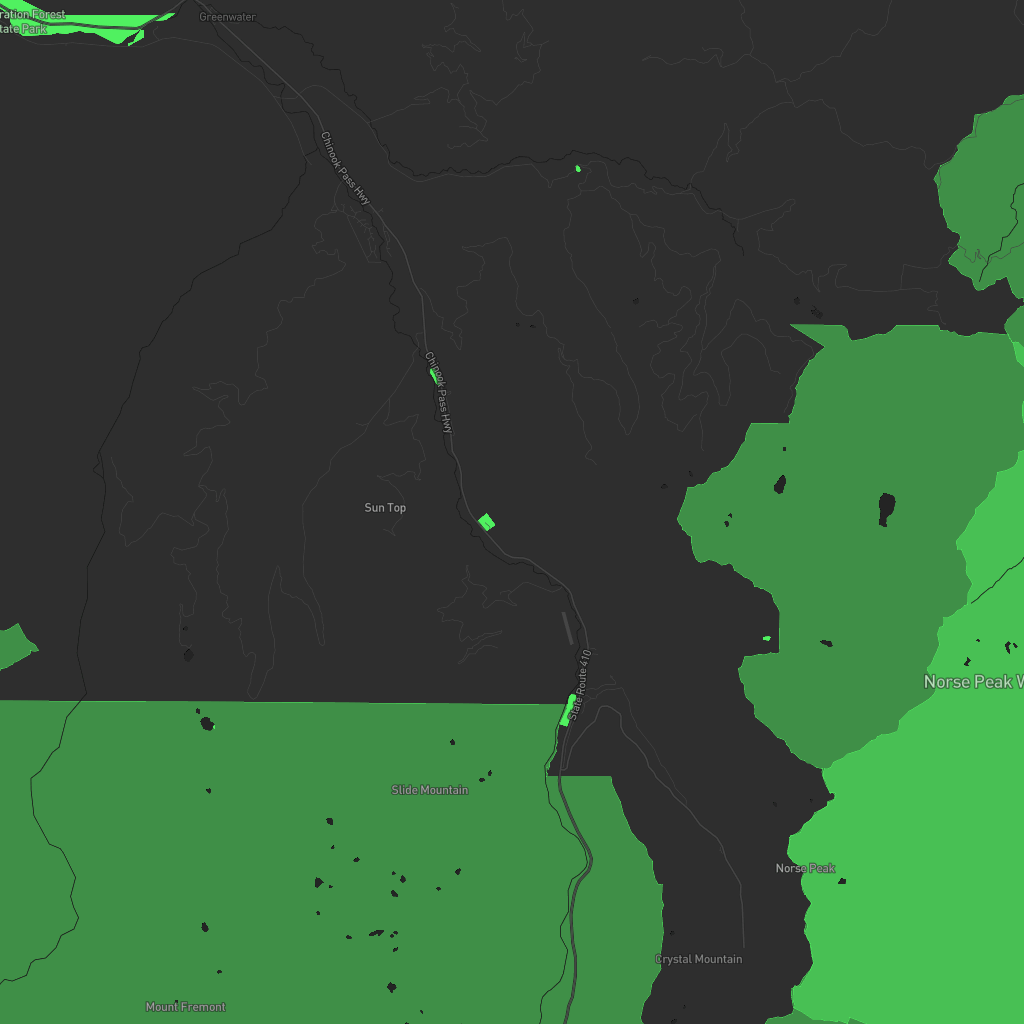 Greenwater
ration Forest
tate Park
Chinook Pass Hwy
Chinook Pass Hwy
Sun Top
State Route 410
Norse Peak W
Slide Mountain
Norse Peak
Crystal Mountain
Mount Fremont